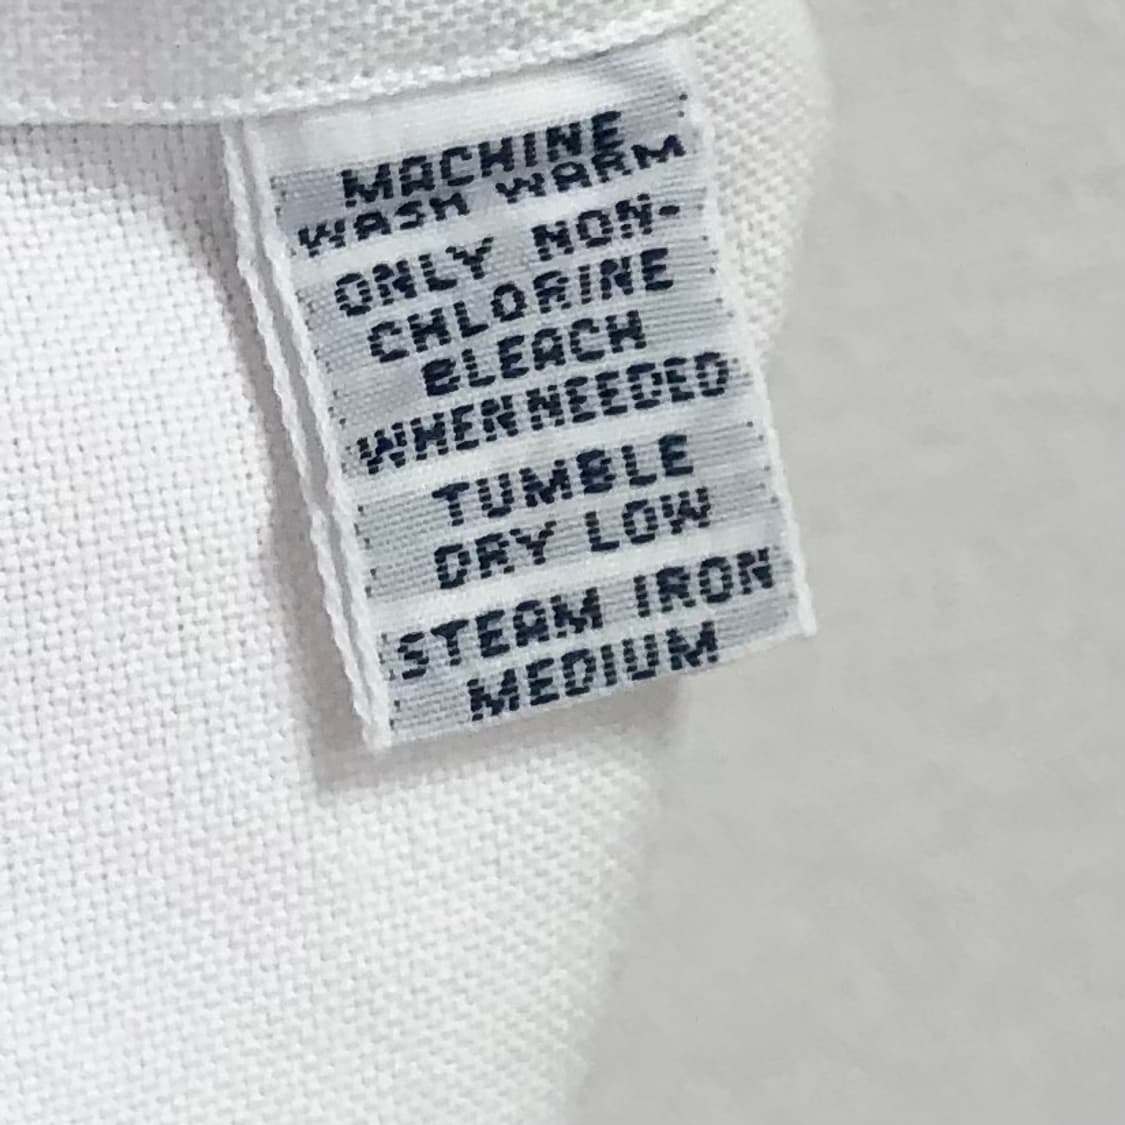 MACHINE
WASH WARM
ONLY NON-
CHLORINE
BLEACH
WHEN NEEDED
TUMBLE
DRY LOW
STEAM IRON
MEDIUM